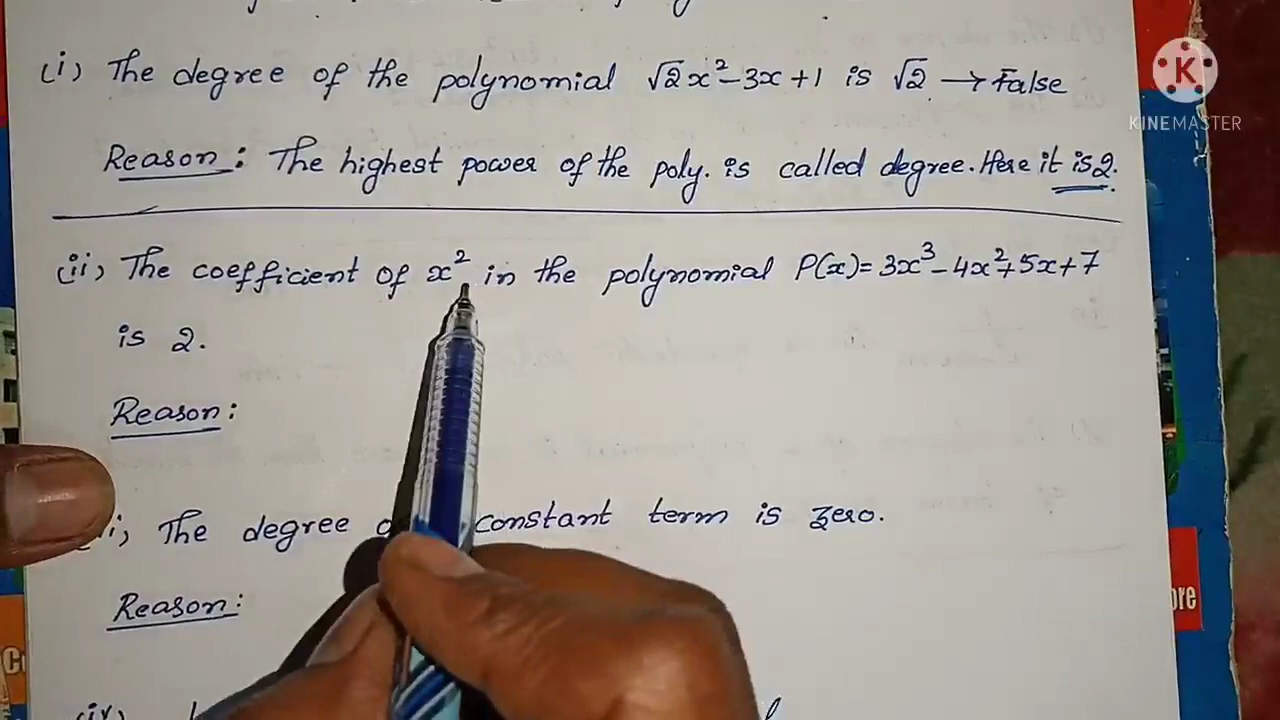 (i) The degree of the polynomial √2x²-3x+1 is √2 → False
K
KINEMASTER
Reason: The highest power of the poly. is called degree. Here it is 2.
(ii) The coefficient of x² in the polynomial P(x)=3x³-4x²+5x+7
is 2.
Reason:
The degree constant term is zero.
Reason:
(iv)